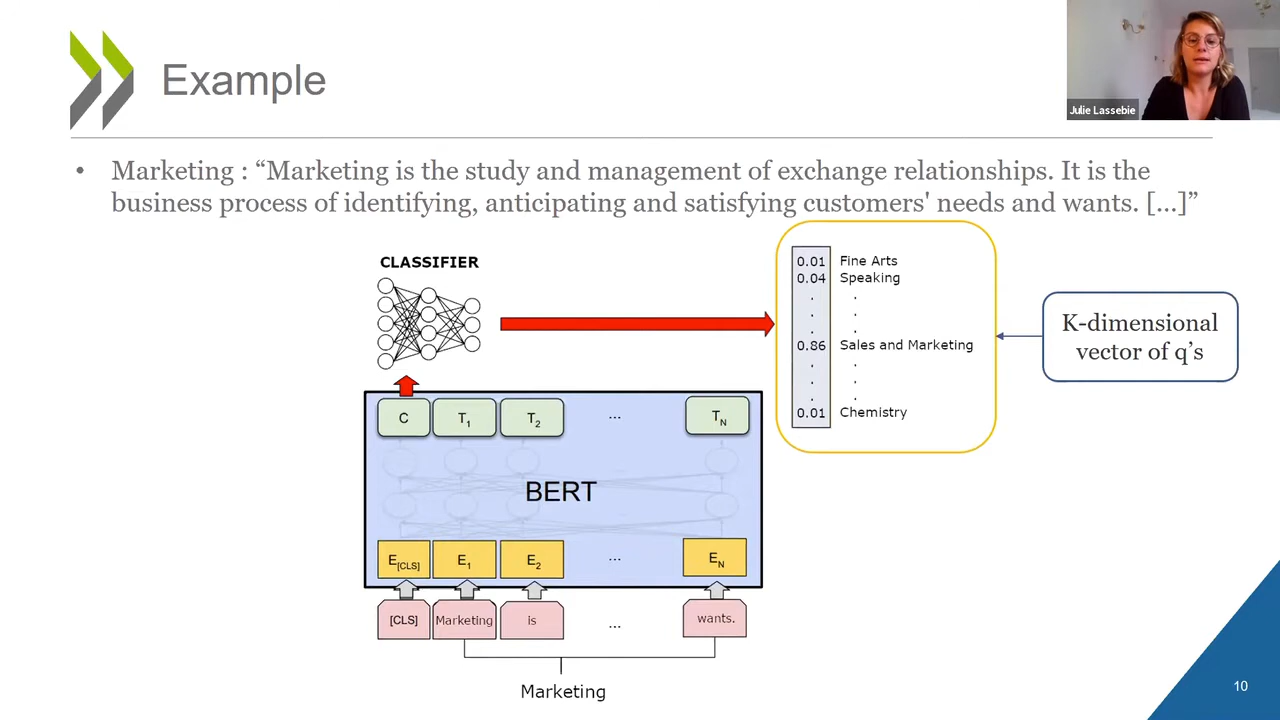 Example
Julie Lassebie
• Marketing : “Marketing is the study and management of exchange relationships. It is the
business process of identifying, anticipating and satisfying customers' needs and wants. [...]”
CLASSIFIER
0.01 Fine Arts
0.04 Speaking
. .
. .
. .
0.86 Sales and Marketing
. .
. .
. .
0.01 Chemistry
K-dimensional
vector of q’s
C T1 T2 ... TN
BERT
E[CLS] E1 E2 ... EN
[CLS] Marketing is ... wants.
Marketing
10